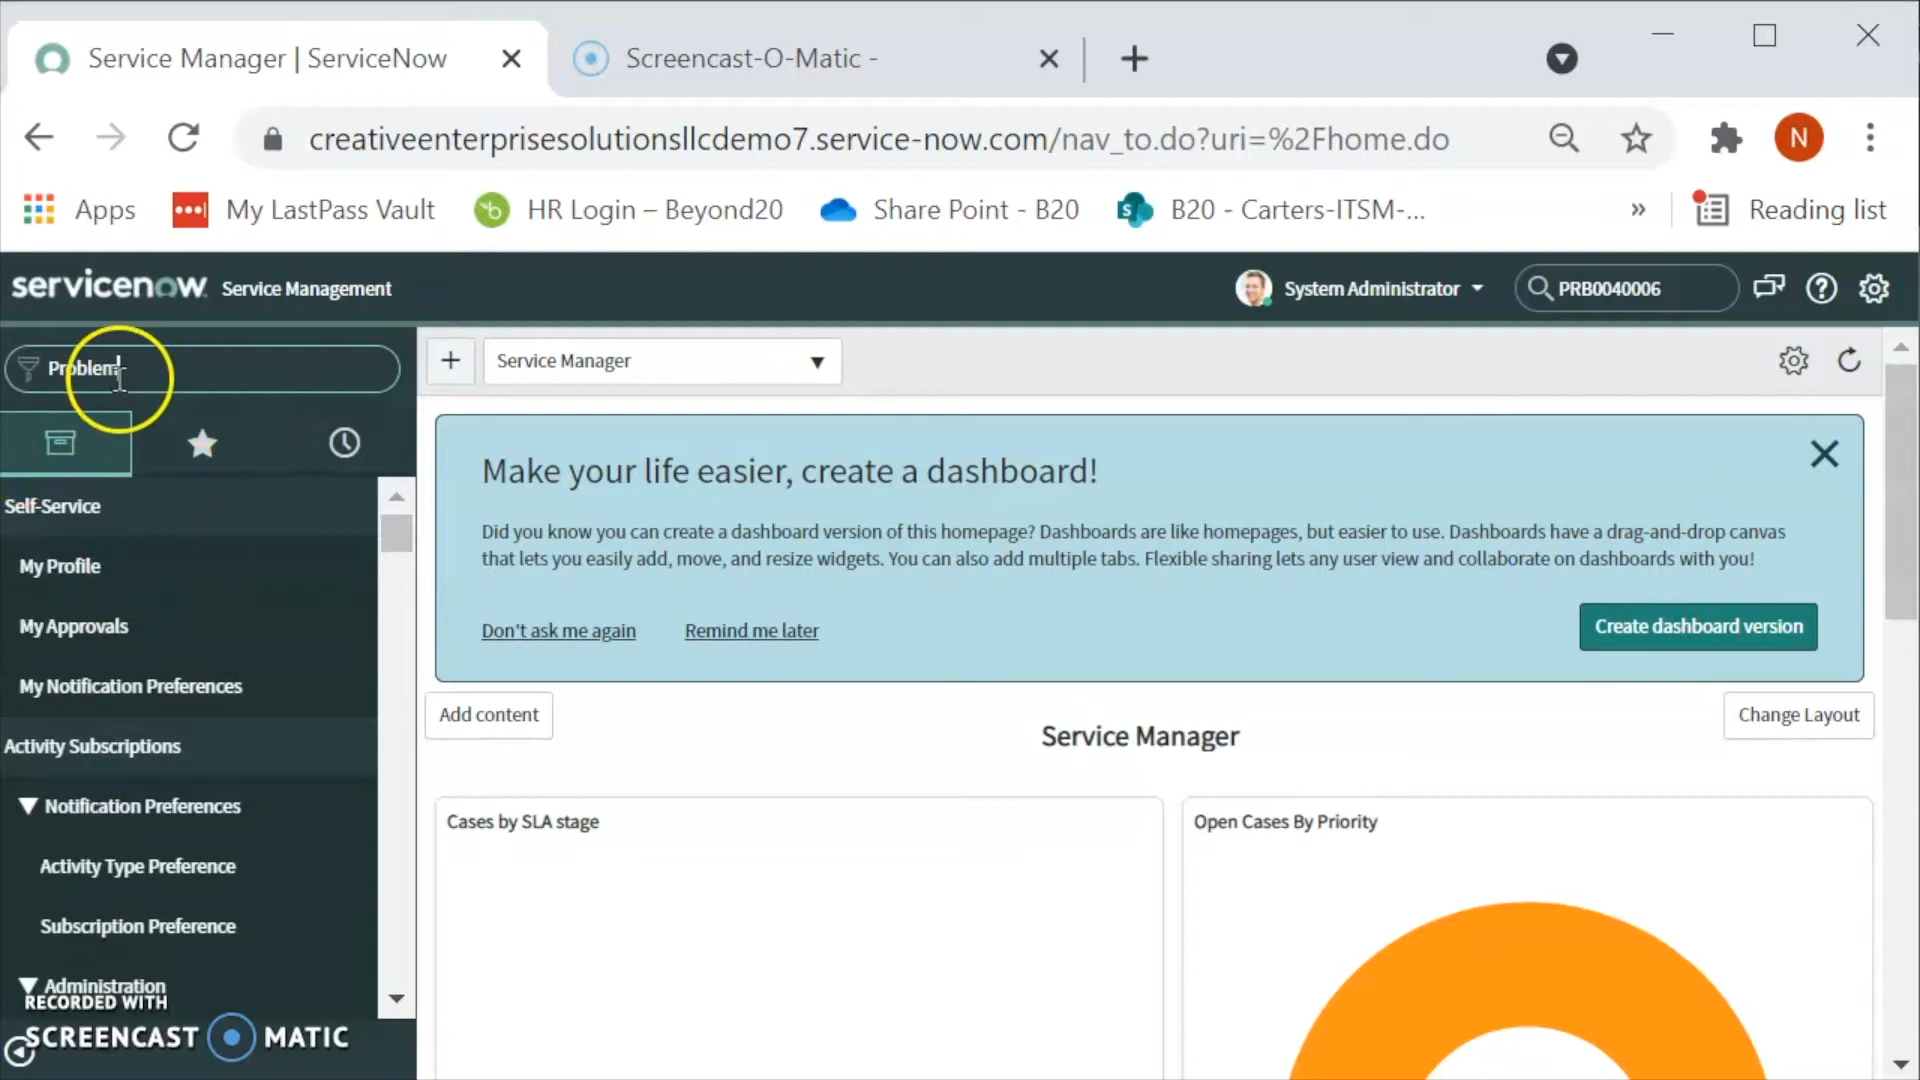 Service Manager | ServiceNow
Screencast-O-Matic -
creativeenterprisesolutionsllcdemo7.service-now.com/nav_to.do?uri=%2Fhome.do
N
Apps
My LastPass Vault
HR Login – Beyond20
Share Point - B20
B20 - Carters-ITSM-...
»
Reading list
servicenow
Service Management
System Administrator
PRB0040006
Problem
Service Manager
Make your life easier, create a dashboard!
Did you know you can create a dashboard version of this homepage? Dashboards are like homepages, but easier to use. Dashboards have a drag-and-drop canvas
that lets you easily add, move, and resize widgets. You can also add multiple tabs. Flexible sharing lets any user view and collaborate on dashboards with you!
Don't ask me again
Remind me later
Create dashboard version
Self-Service
My Profile
My Approvals
My Notification Preferences
Activity Subscriptions
Notification Preferences
Activity Type Preference
Subscription Preference
Administration
Add content
Service Manager
Change Layout
Cases by SLA stage
Open Cases By Priority
RECORDED WITH
SCREENCAST MATIC